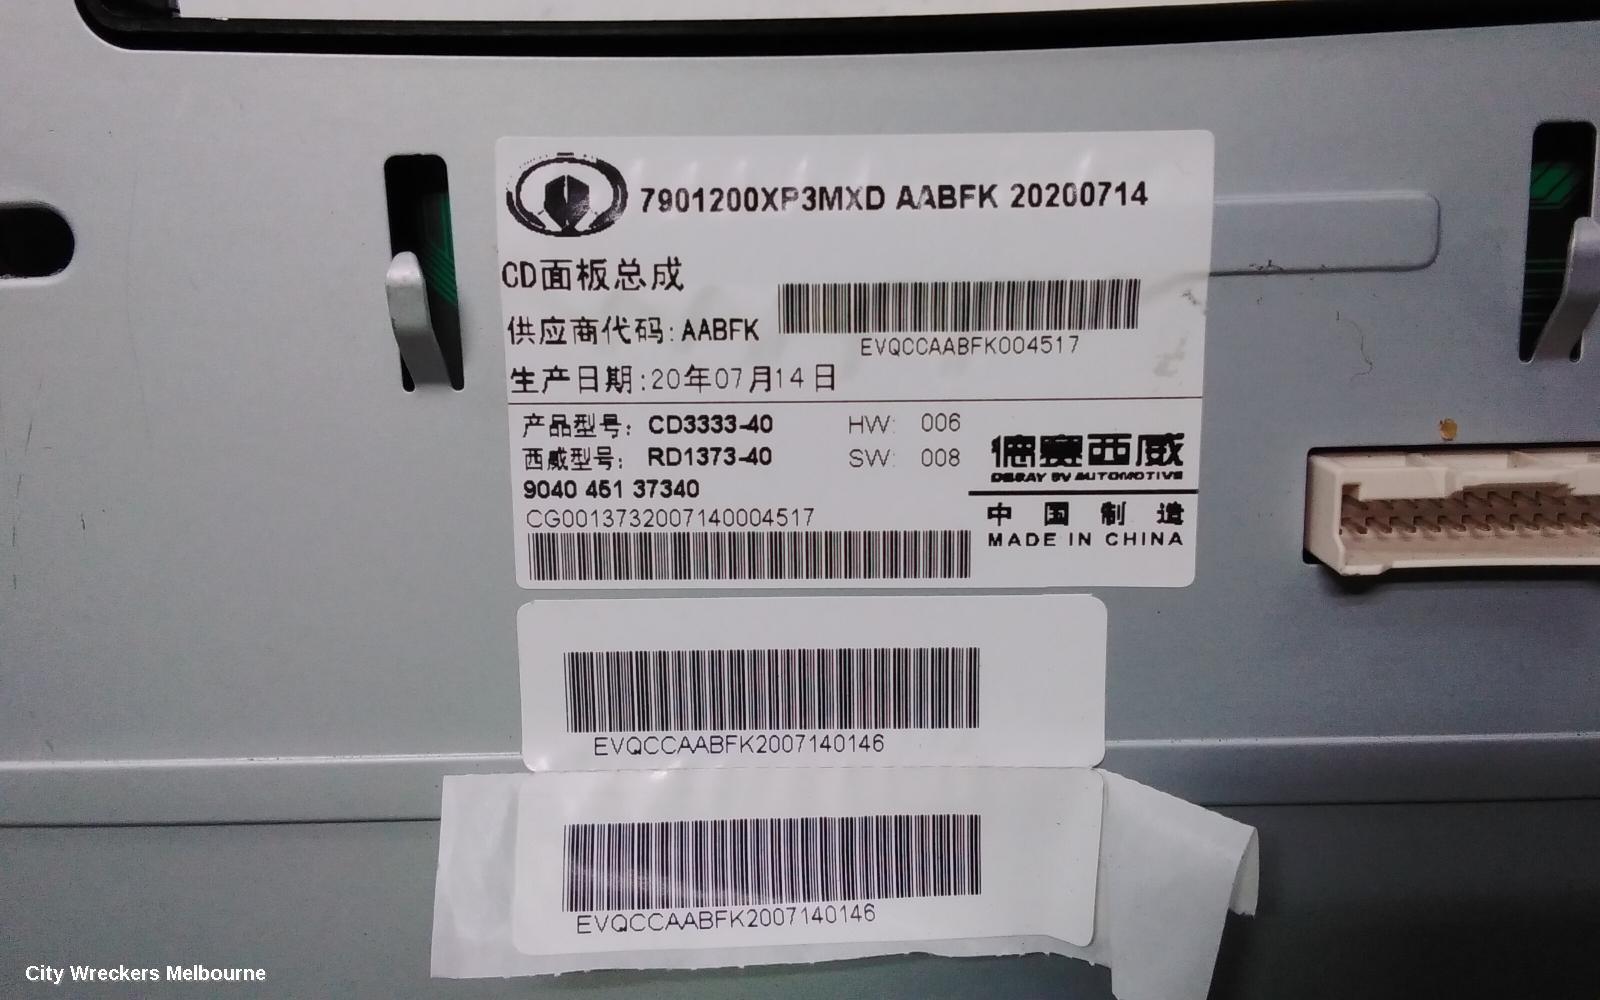 7901200XP3MXD AABFK 20200714
CD面板总成
供应商代码:AABFK
EVQCCAABFK004517
生产日期:20年07月14日
产品型号: CD3333-40 HW: 006
西威型号: RD1373-40 SW: 008
9040 451 37340
CG0013732007140004517
德赛西威
DESAY SV AUTOMOTIVE
中国制造
MADE IN CHINA
EVQCCAABFK2007140146
EVQCCAABFK2007140146
City Wreckers Melbourne